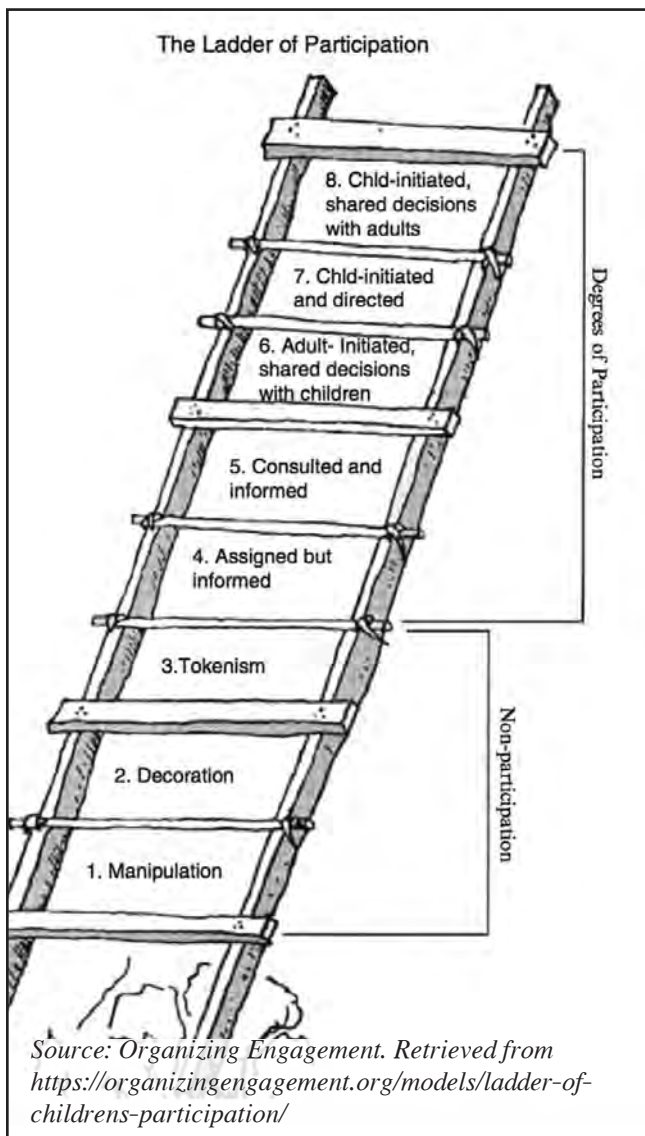 The Ladder of Participation
8. Chld-initiated,
shared decisions
with adults
7. Chld-initiated
and directed
6. Adult- Initiated,
shared decisions
with children
5. Consulted and
informed
4. Assigned but
informed
3.Tokenism
2. Decoration
1. Manipulation
Degrees of Participation
Non-participation
Source: Organizing Engagement. Retrieved from
https://organizingengagement.org/models/ladder-of-
childrens-participation/